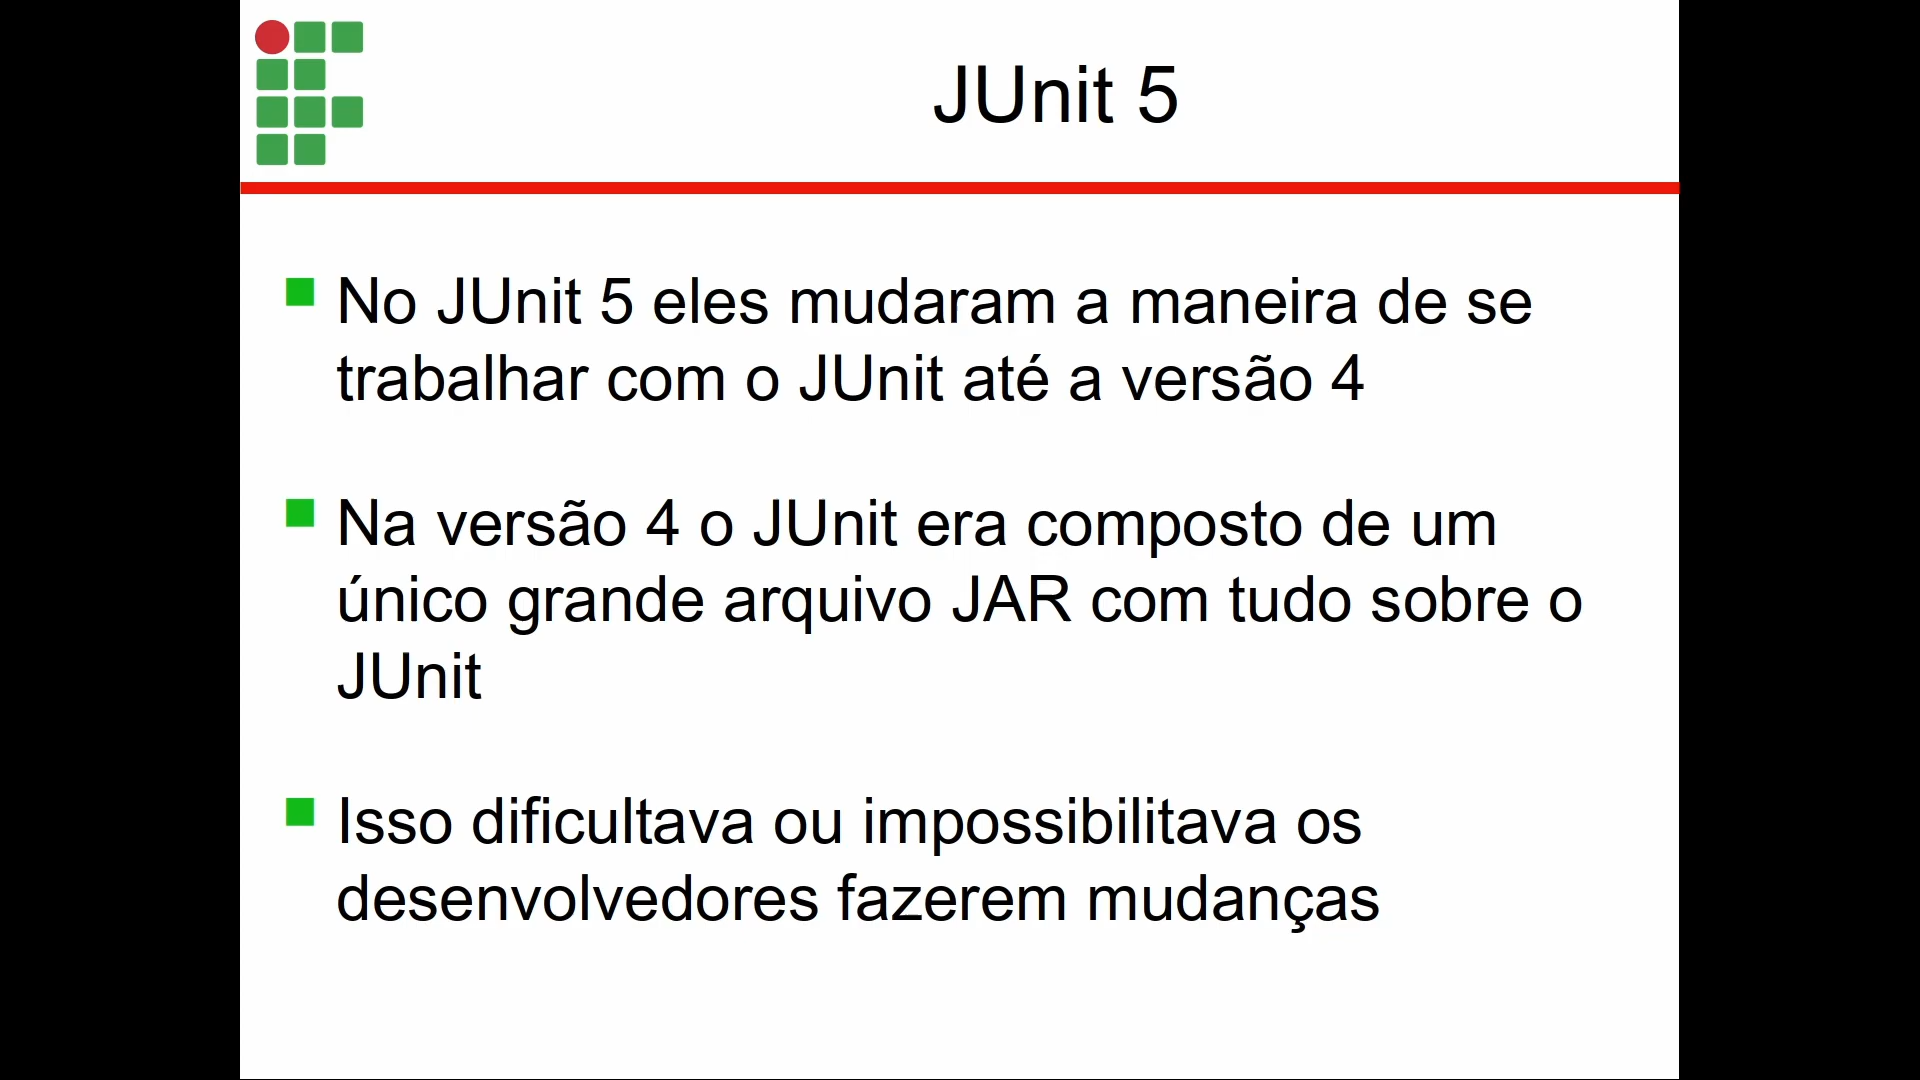 JUnit 5
No JUnit 5 eles mudaram a maneira de se
trabalhar com o JUnit até a versão 4
Na versão 4 o JUnit era composto de um
único grande arquivo JAR com tudo sobre o
JUnit
Isso dificultava ou impossibilitava os
desenvolvedores fazerem mudanças